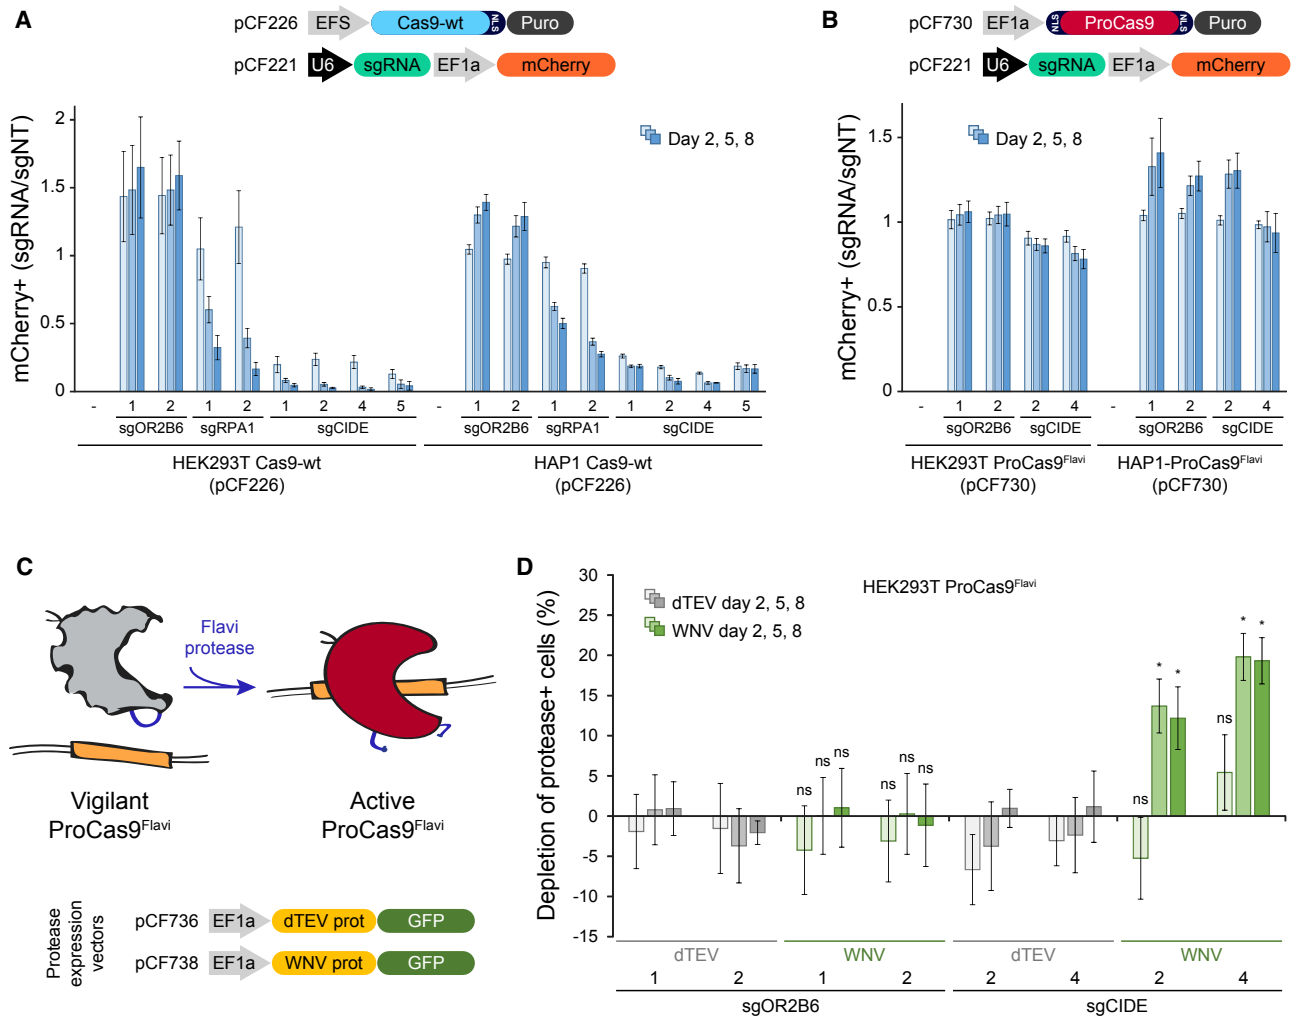 A
pCF226 EFS Cas9-wt NLS Puro
pCF221 U6 sgRNA EF1a mCherry
mCherry+ (sgRNA/sgNT)
2
1.5
1
0.5
0
Day 2, 5, 8
- 1 2 1 2 1 2 4 5 - 1 2 1 2 1 2 4 5
sgOR2B6 sgRPA1 sgCIDE sgOR2B6 sgRPA1 sgCIDE
HEK293T Cas9-wt HAP1 Cas9-wt
(pCF226) (pCF226)
B
pCF730 EF1a NLS ProCas9 NLS Puro
pCF221 U6 sgRNA EF1a mCherry
mCherry+ (sgRNA/sgNT)
1.5
1
0.5
0
Day 2, 5, 8
- 1 2 2 4 - 1 2 2 4
sgOR2B6 sgCIDE sgOR2B6 sgCIDE
HEK293T ProCas9Flavi HAP1-ProCas9Flavi
(pCF730) (pCF730)
C
Flavi
protease
Vigilant
ProCas9Flavi
Active
ProCas9Flavi
Protease
expression
vectors
pCF736 EF1a dTEV prot GFP
pCF738 EF1a WNV prot GFP
D
Depletion of protease+ cells (%)
30
25
20
15
10
5
0
-5
-10
-15
HEK293T ProCas9Flavi
dTEV day 2, 5, 8
WNV day 2, 5, 8
ns ns ns ns ns ns * * ns * *
dTEV WNV dTEV WNV
1 2 1 2 2 4 2 4
sgOR2B6 sgCIDE